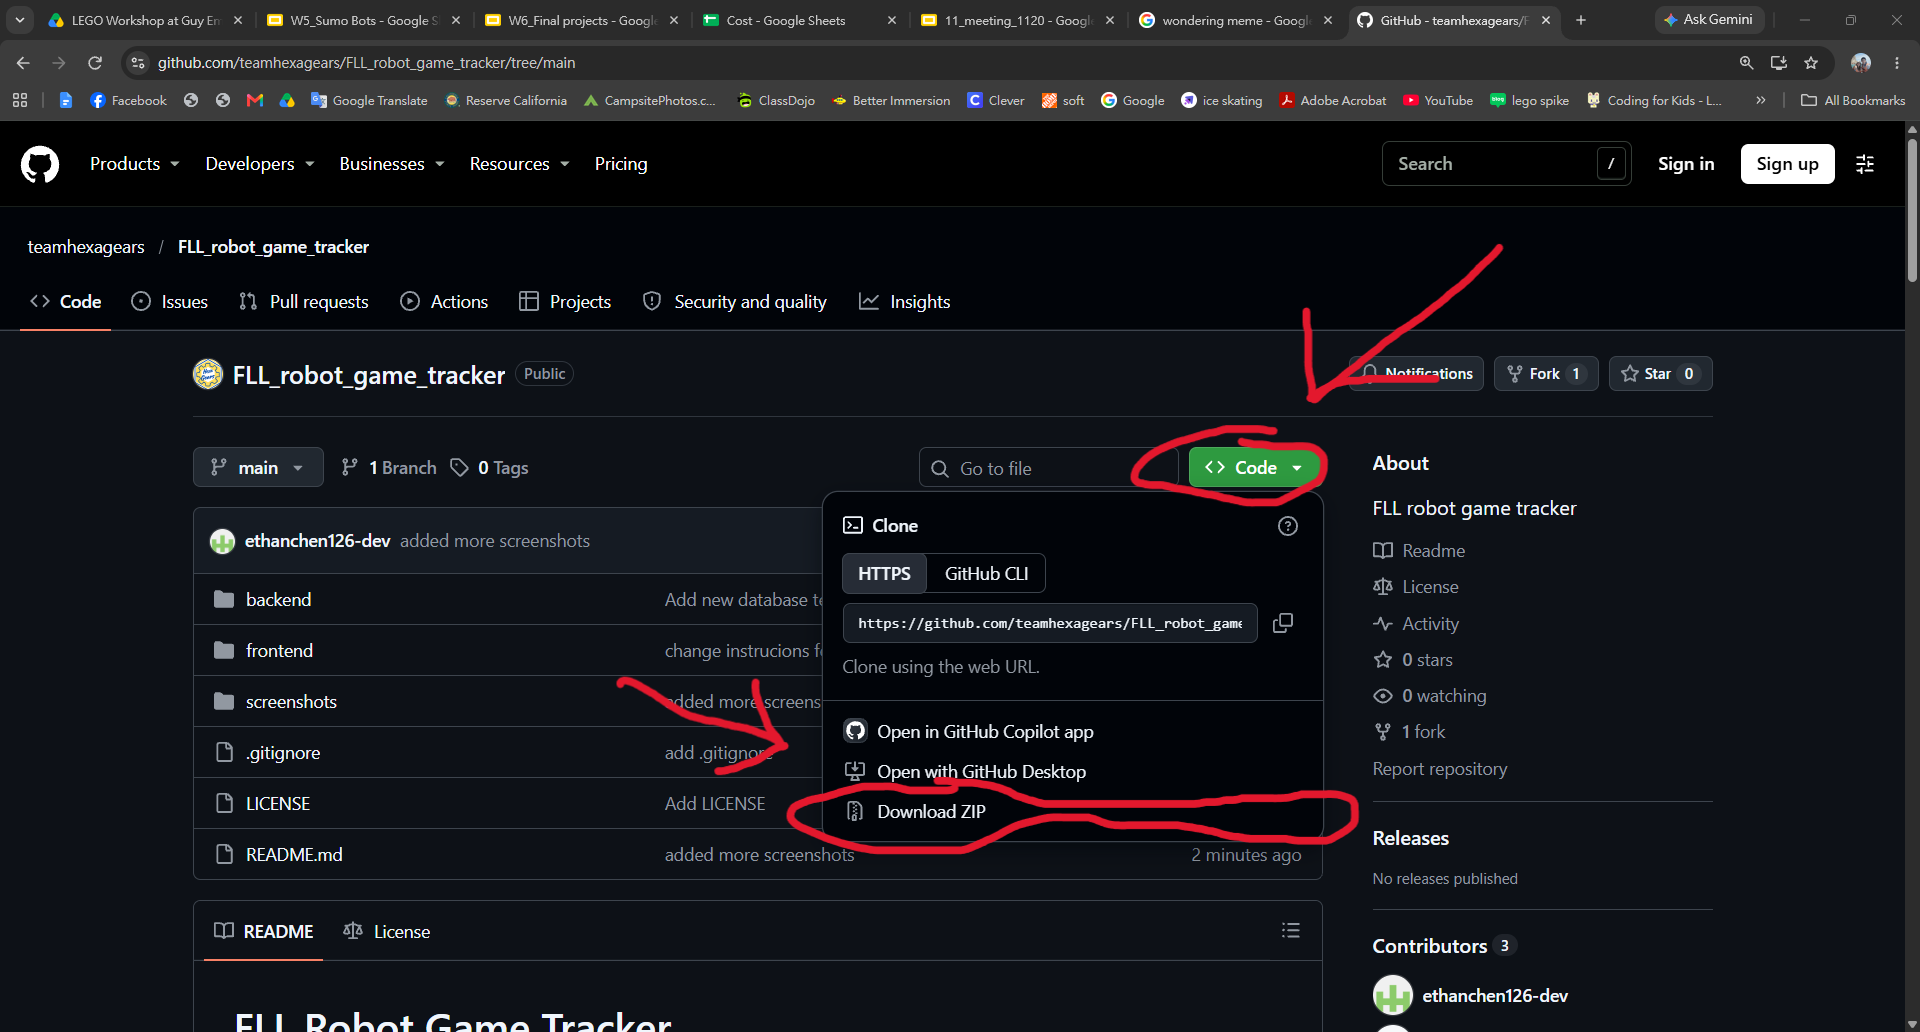 LEGO Workshop at Guy En
W5_Sumo Bots - Google S
W6_Final projects - Google
Cost - Google Sheets
11_meeting_1120 - Googl
wondering meme - Googl
GitHub - teamhexagears/F
Ask Gemini
github.com/teamhexagears/FLL_robot_game_tracker/tree/main
Facebook
Google Translate
Reserve California
CampsitePhotos.c...
ClassDojo
Better Immersion
Clever
soft
Google
ice skating
Adobe Acrobat
YouTube
lego spike
Coding for Kids - L...
All Bookmarks
Products
Developers
Businesses
Resources
Pricing
Search /
Sign in
Sign up
teamhexagears / FLL_robot_game_tracker
Code
Issues
Pull requests
Actions
Projects
Security and quality
Insights
FLL_robot_game_tracker Public
Notifications
Fork 1
Star 0
main
1 Branch
0 Tags
Go to file
Code
Clone
HTTPS
GitHub CLI
https://github.com/teamhexagears/FLL_robot_game
Clone using the web URL.
Open in GitHub Copilot app
Open with GitHub Desktop
Download ZIP
ethanchen126-dev added more screenshots
backend Add new database te
frontend change instrucions fo
screenshots added more screens
.gitignore add .gitignore
LICENSE Add LICENSE
README.md added more screenshots 2 minutes ago
README
License
FLL Robot Game Tracker
About
FLL robot game tracker
Readme
License
Activity
0 stars
0 watching
1 fork
Report repository
Releases
No releases published
Contributors 3
ethanchen126-dev